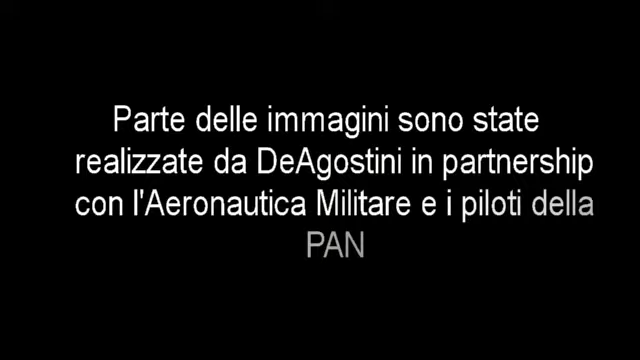 Parte delle immagini sono state
realizzate da DeAgostini in partnership
con l'Aeronautica Militare e i piloti della
PAN